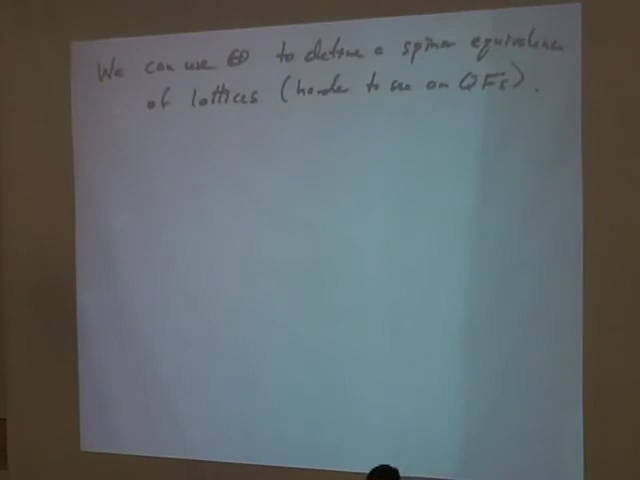 We can use Θ to define a spinor equivalence
of lattices (harder to see on QFs).